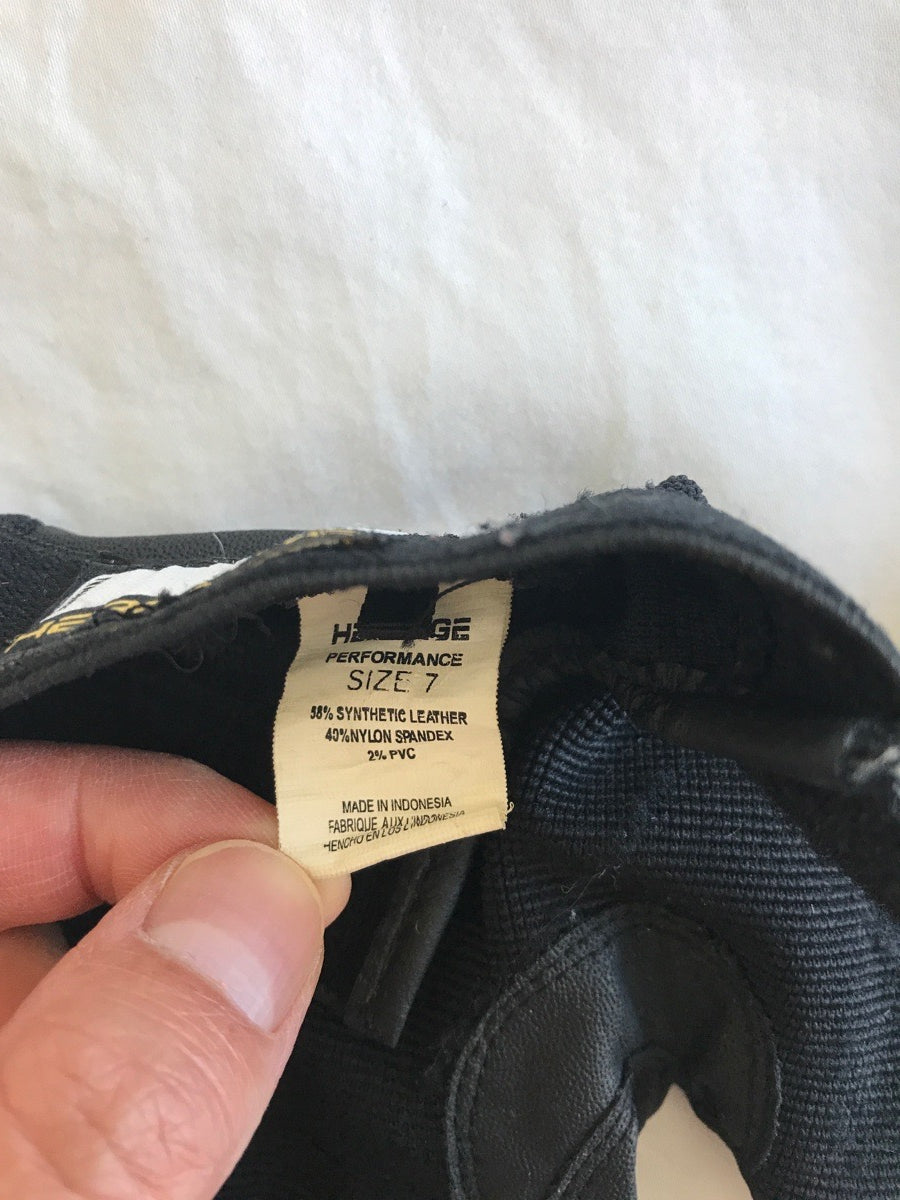 PERFORMANCE
SIZE 7
58% SYNTHETIC LEATHER
40%NYLON SPANDEX
2% PVC
MADE IN INDONESIA
FABRIQUE AUX L'INDONESIA
HENCHO EN LOS L'INDONESIA